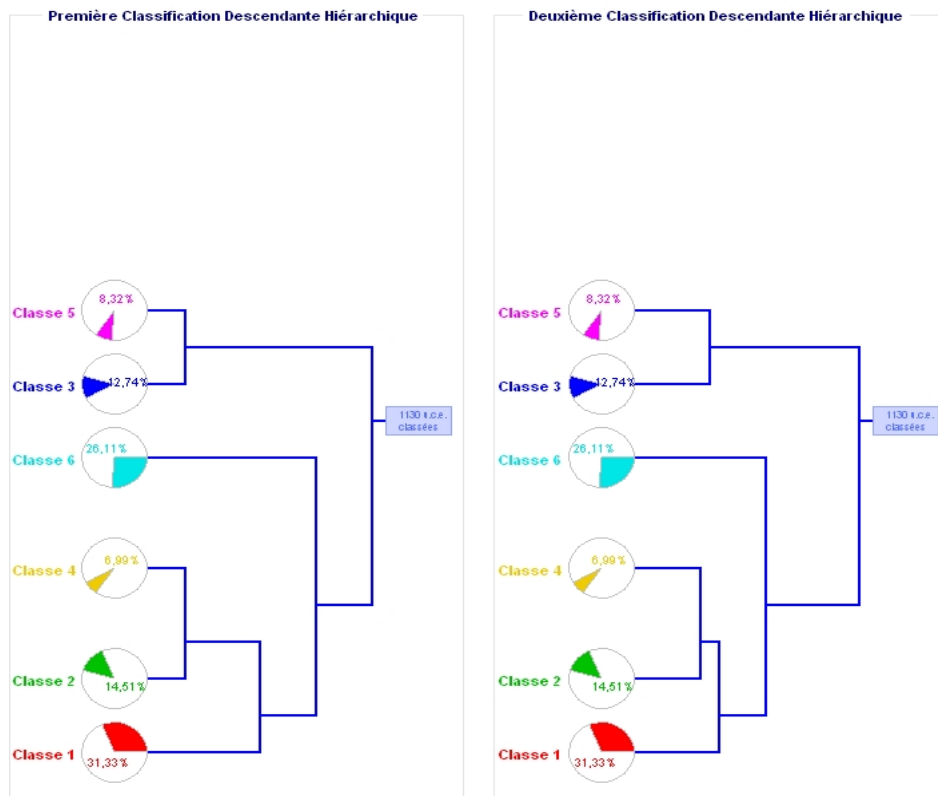 Première Classification Descendante Hiérarchique
Classe 5
8,32%
Classe 3
12,74%
1130 u.c.e.
classées
Classe 6
26,11%
Classe 4
6,99%
Classe 2
14,51%
Classe 1
31,33%
Deuxième Classification Descendante Hiérarchique
Classe 5
8,32%
Classe 3
12,74%
1130 u.c.e.
classées
Classe 6
26,11%
Classe 4
6,99%
Classe 2
14,51%
Classe 1
31,33%